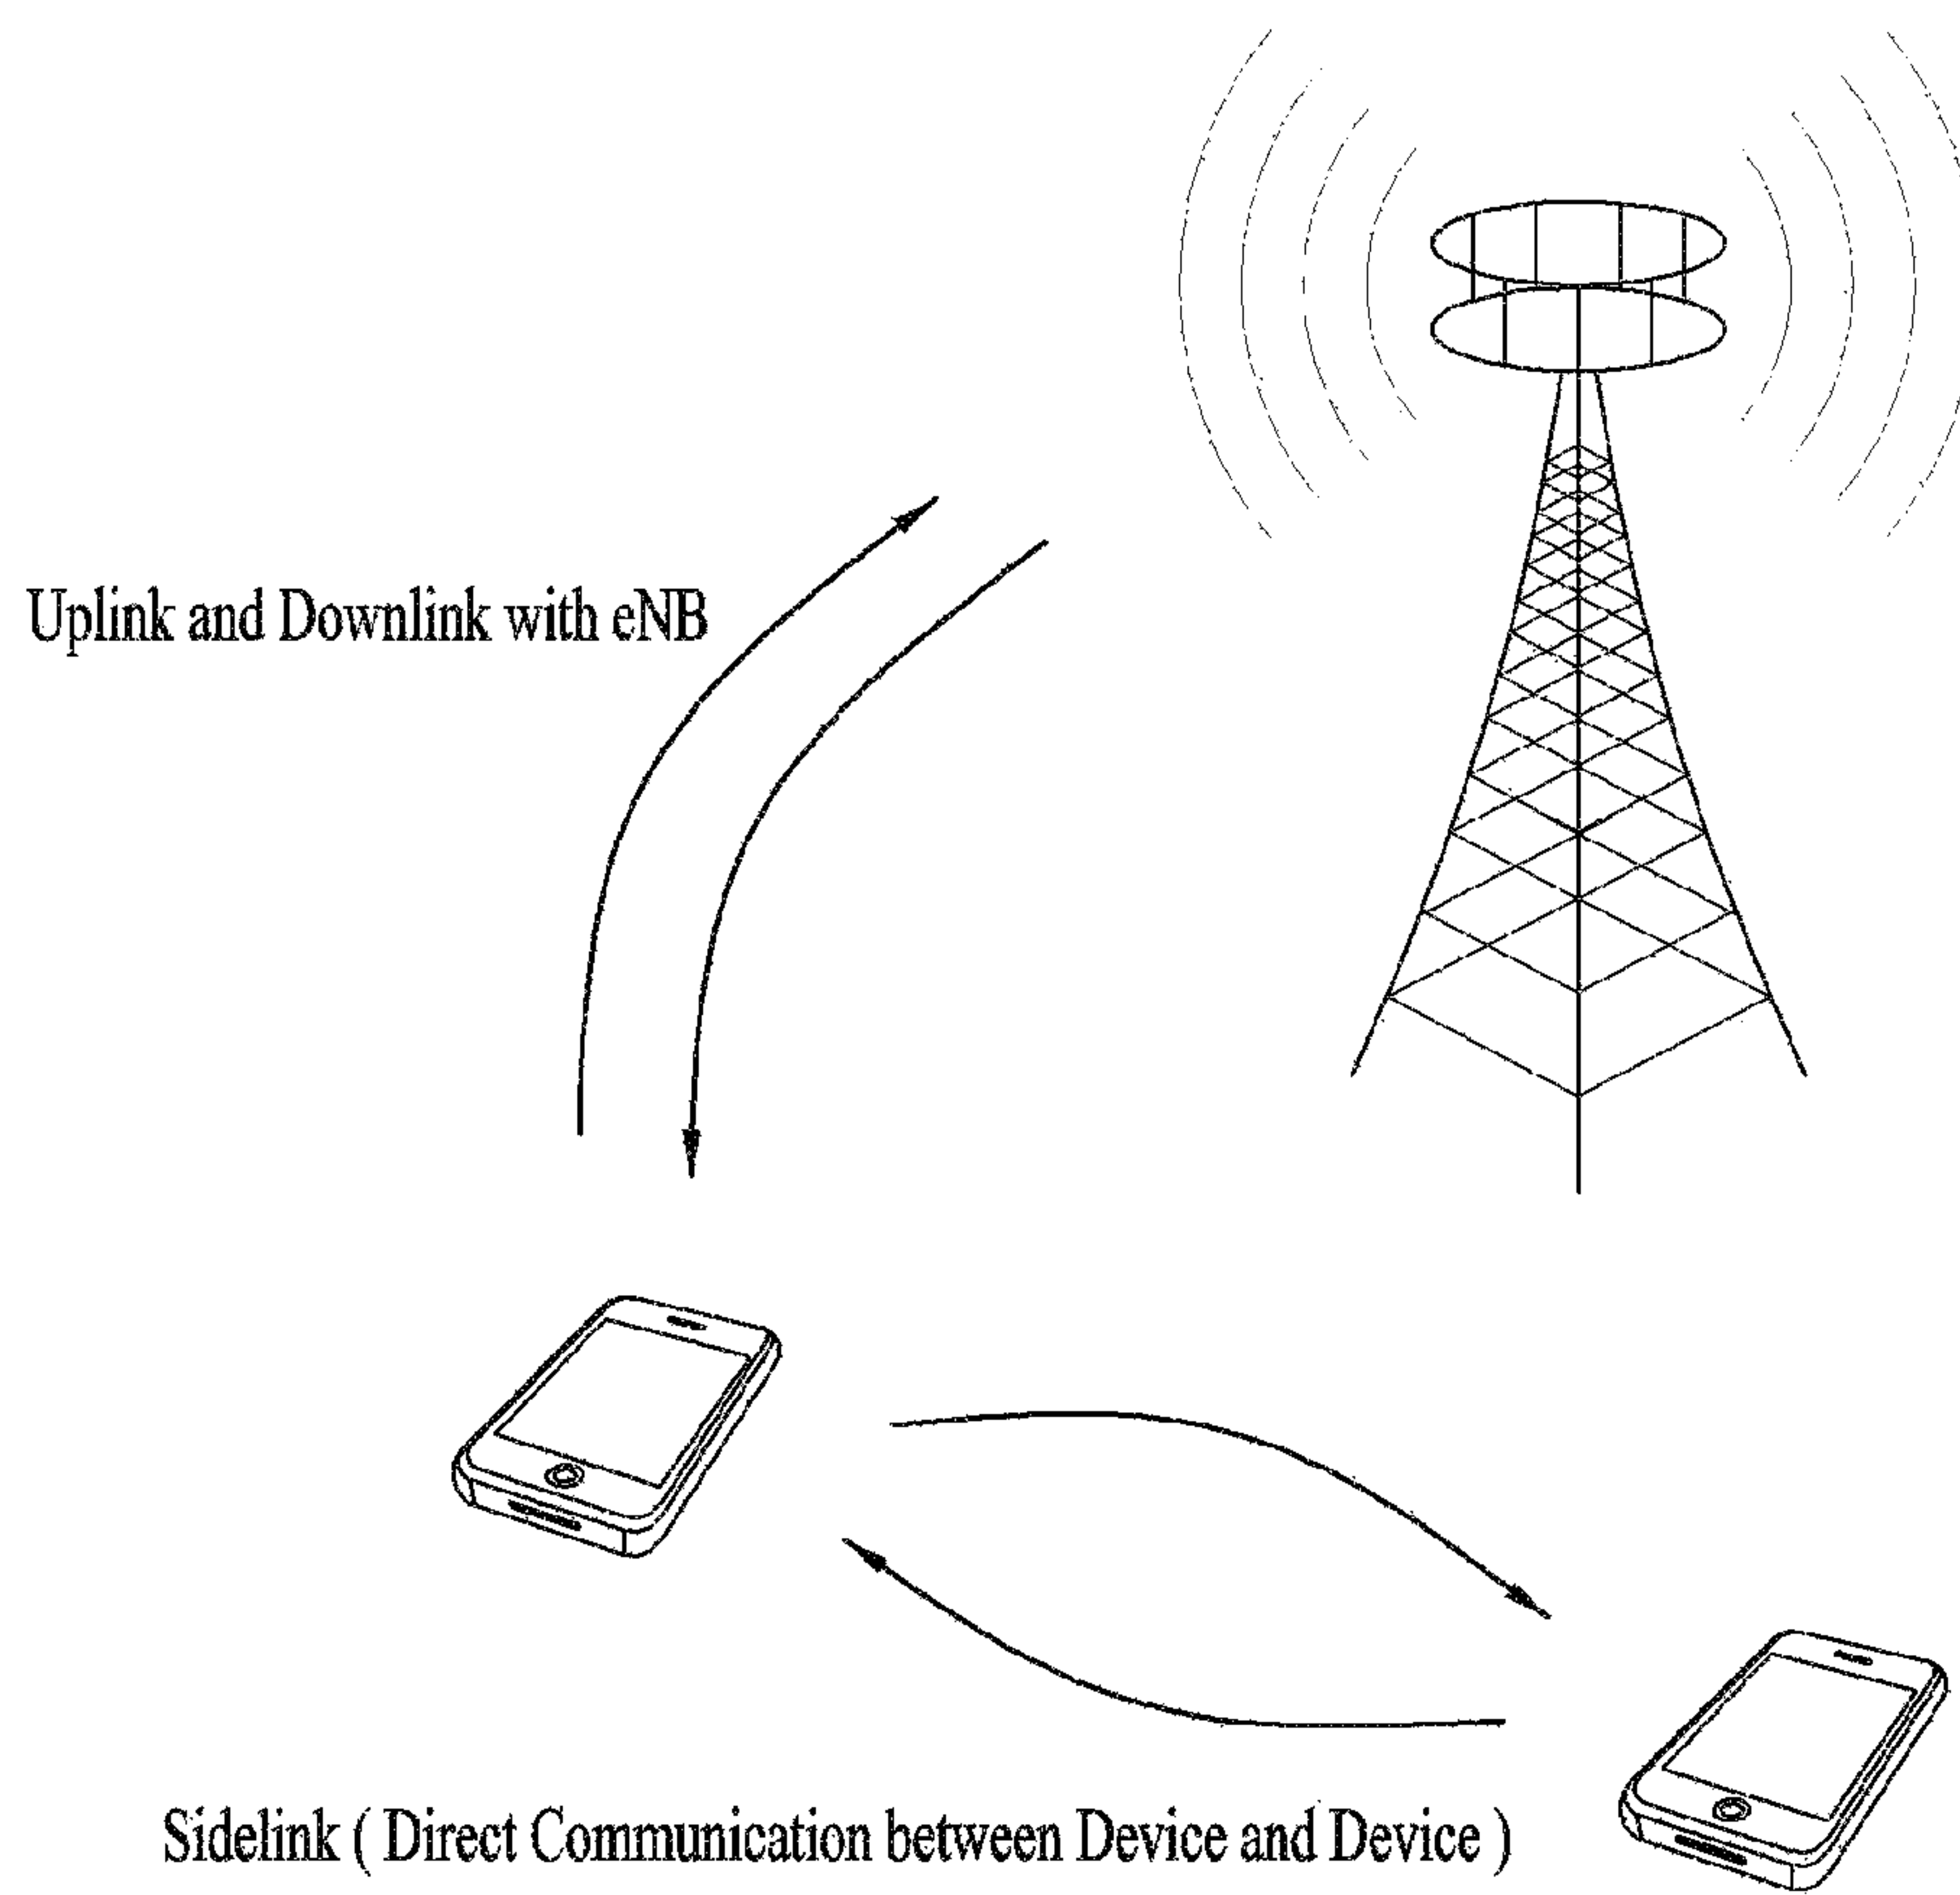 Uplink and Downlink with eNB
Sidelink ( Direct Communication between Device and Device )